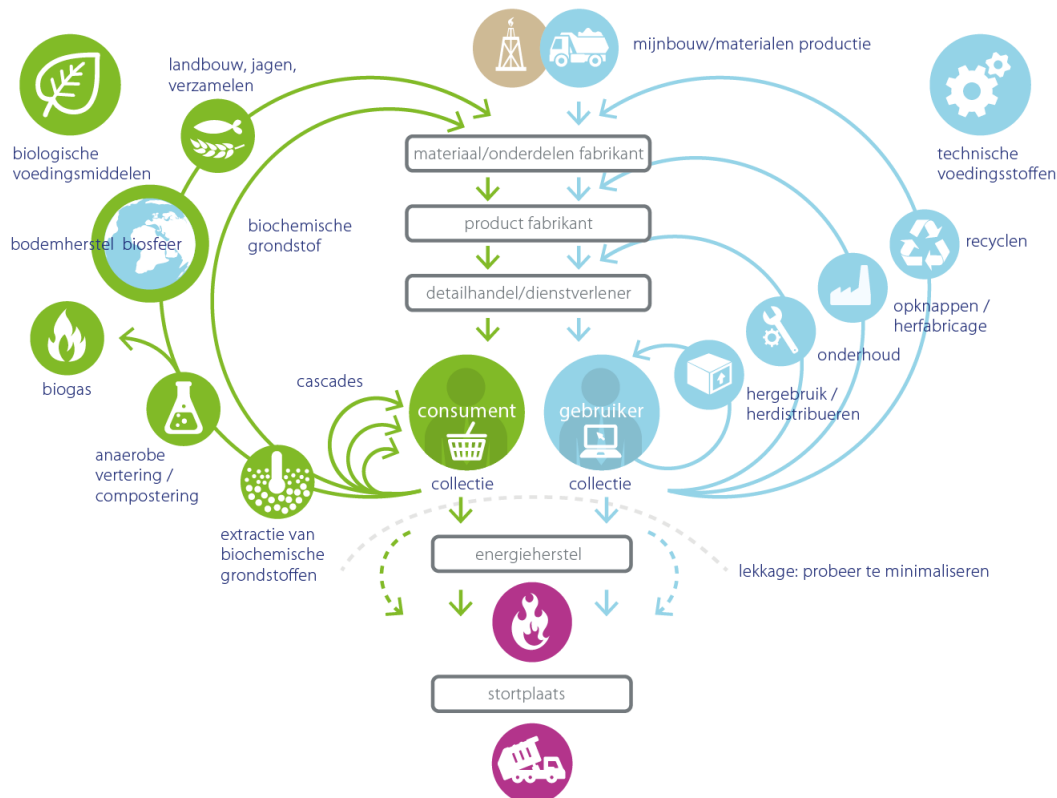 mijnbouw/materialen productie
landbouw, jagen,
verzamelen
biologische
voedingsmiddelen
technische
voedingsstoffen
materiaal/onderdelen fabrikant
biochemische
grondstof
product fabrikant
bodemherstel biosfeer
recyclen
detailhandel/dienstverlener
opknappen /
herfabricage
onderhoud
biogas
cascades
consument
gebruiker
hergebruik /
herdistribueren
anaerobe
vertering /
compostering
collectie
collectie
extractie van
biochemische
grondstoffen
energieherstel
lekkage: probeer te minimaliseren
stortplaats